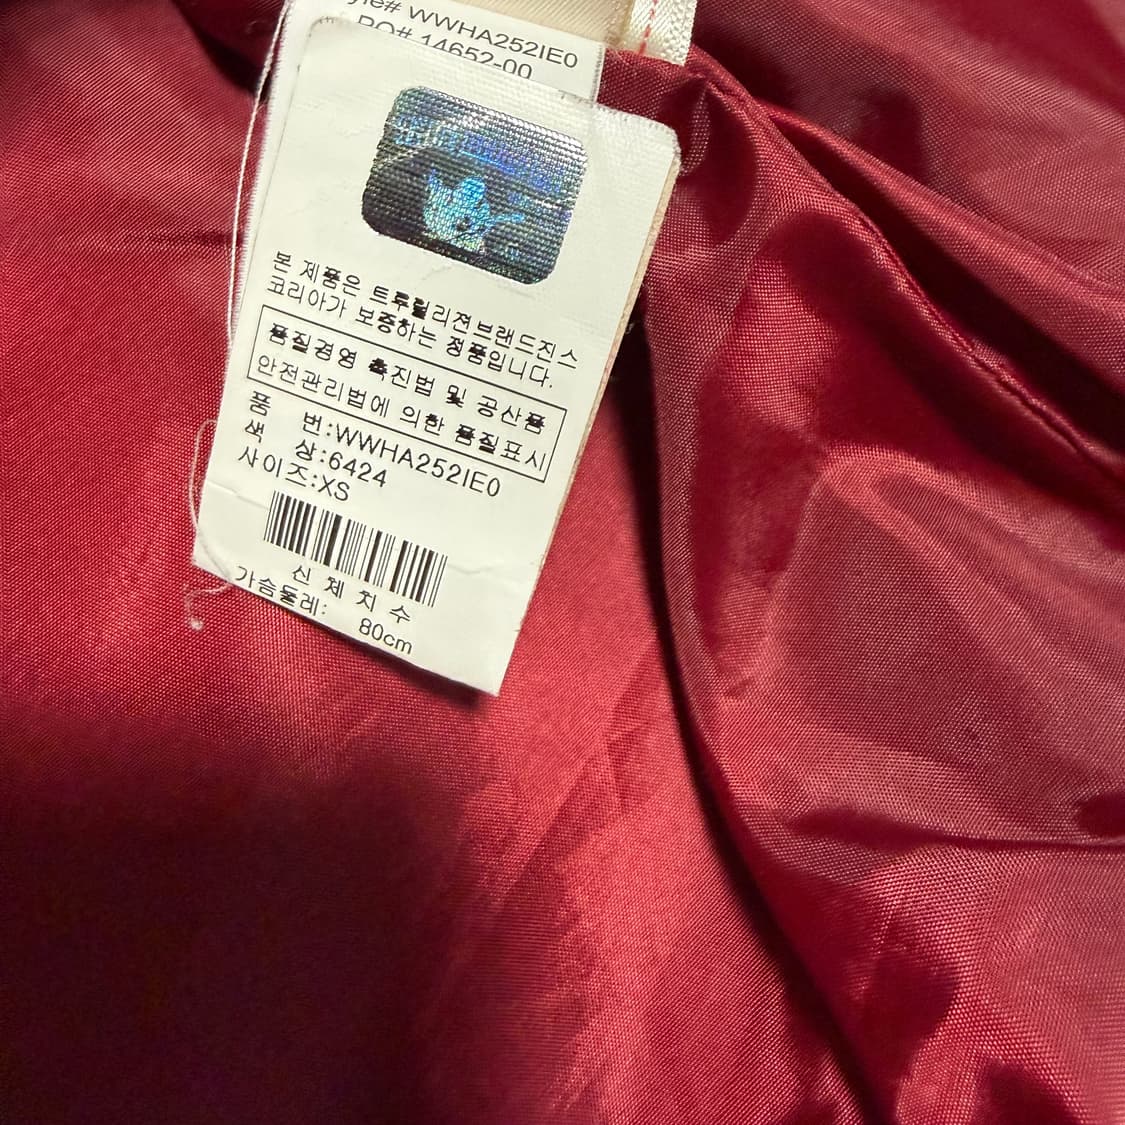 yle# WWHA252IE0
PO# 14652-00
본 제품은 트루릴리젼브랜드진스
코리아가 보증하는 정품입니다.
품질경영 촉진법 및 공산품
안전관리법에 의한 품질표시
품 번:WWHA252IE0
색 상:6424
사이즈:XS
신 체 치 수
가슴둘레:
80cm